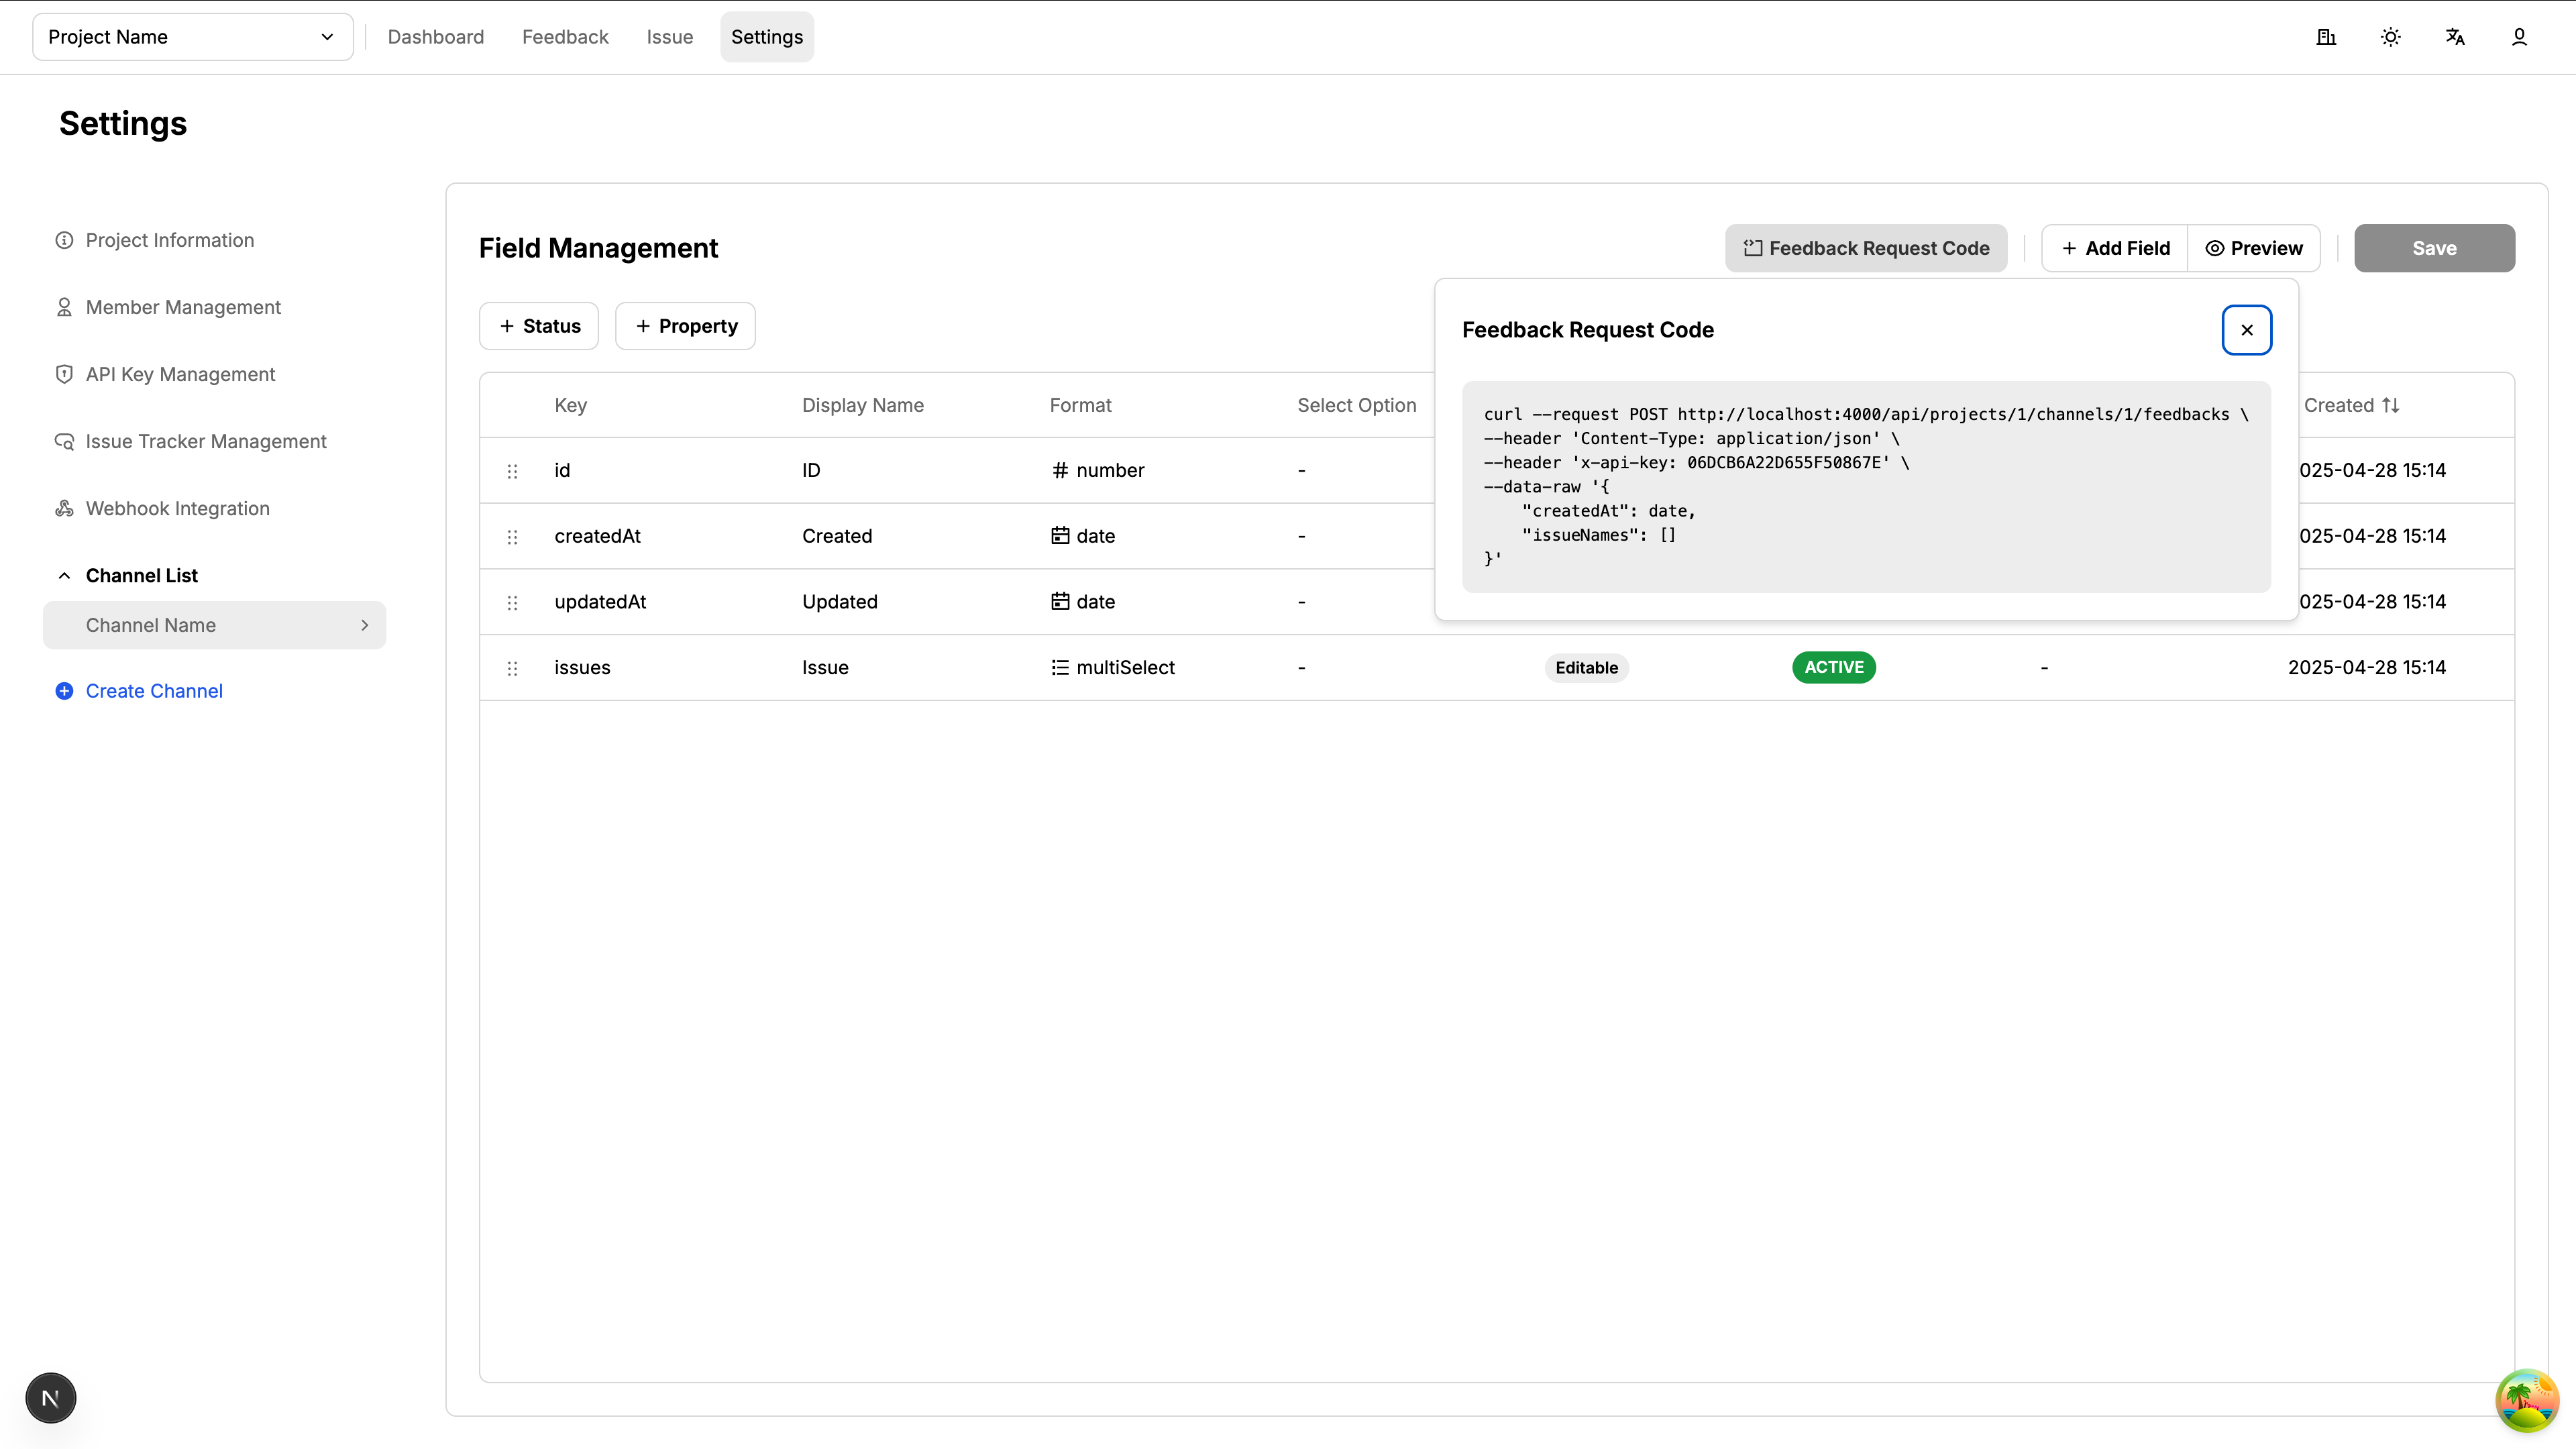 Project Name
Dashboard
Feedback
Issue
Settings
Settings
Project Information
Member Management
API Key Management
Issue Tracker Management
Webhook Integration
Channel List
Channel Name
Create Channel
Field Management
Feedback Request Code
Add Field
Preview
Save
Status
Property
Feedback Request Code
curl --request POST http://localhost:4000/api/projects/1/channels/1/feedbacks \
--header 'Content-Type: application/json' \
--header 'x-api-key: 06DCB6A22D655F50867E' \
--data-raw '{
"createdAt": date,
"issueNames": []
}'
Key Display Name Format Select Option Created
id ID number - 025-04-28 15:14
createdAt Created date - 025-04-28 15:14
updatedAt Updated date - 025-04-28 15:14
issues Issue multiSelect - Editable ACTIVE - 2025-04-28 15:14
N